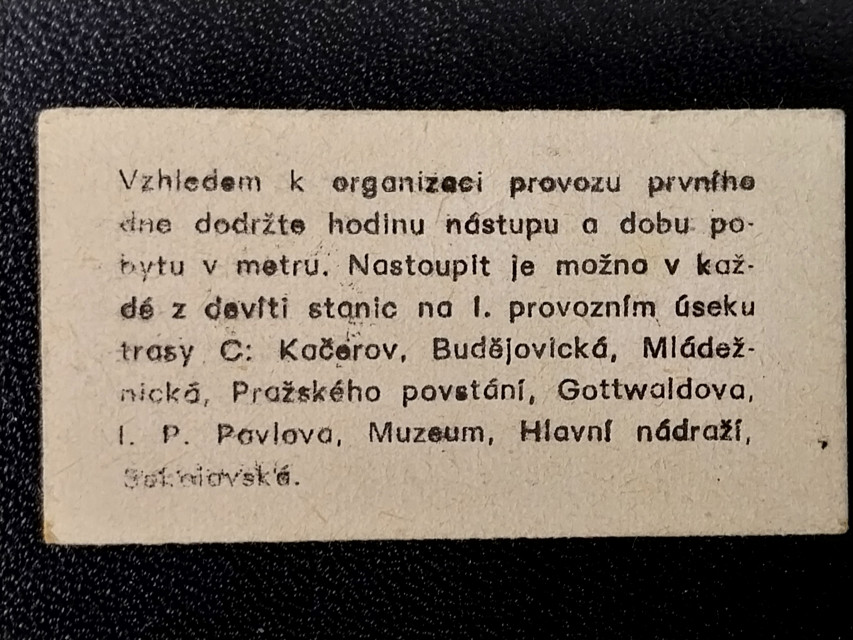 Vzhledem k organizaci provozu prvního
dne dodržte hodinu nástupu a dobu po-
bytu v metru. Nastoupit je možno v kaž-
dé z devíti stanic na I. provozním úseku
trasy C: Kačerov, Budějovická, Mládež-
nická, Pražského povstání, Gottwaldova,
I. P. Pavlova, Muzeum, Hlavní nádraží,
Sokolovská.